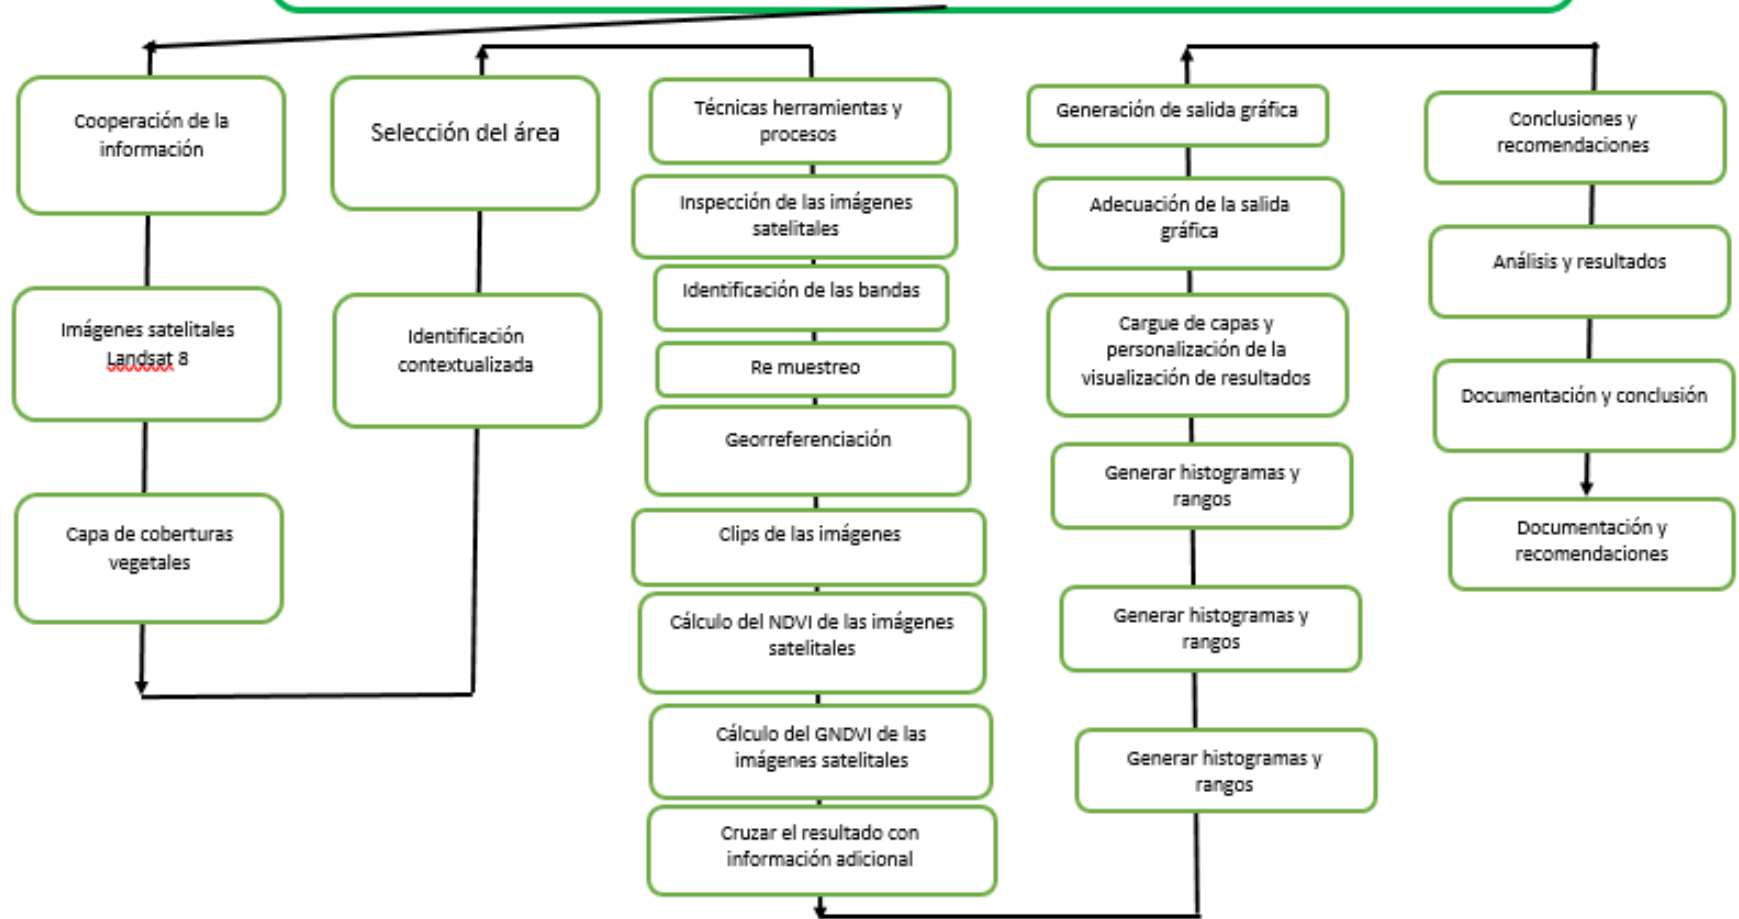 Cooperación de la
información
Imágenes satelitales
Landsat 8
Capa de coberturas
vegetales
Selección del área
Identificación
contextualizada
Técnicas herramientas y
procesos
Inspección de las imágenes
satelitales
Identificación de las bandas
Re muestreo
Georreferenciación
Clips de las imágenes
Cálculo del NDVI de las imágenes
satelitales
Cálculo del GNDVI de las
imágenes satelitales
Cruzar el resultado con
información adicional
Generación de salida gráfica
Adecuación de la salida
gráfica
Cargue de capas y
personalización de la
visualización de resultados
Generar histogramas y
rangos
Generar histogramas y
rangos
Generar histogramas y
rangos
Conclusiones y
recomendaciones
Análisis y resultados
Documentación y conclusión
Documentación y
recomendaciones